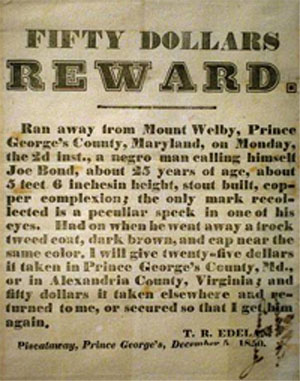 FIFTY DOLLARS
REWARD.
Ran away from Mount Welby, Prince
George's County, Maryland, on Monday,
the 2d inst., a negro man calling himself
Joe Bond, about 25 years of age, about
5 feet 6 inchesin height, stout built, cop-
per complexion; the only mark recol-
lected is a peculiar speck in one of his
eyes. Had on when he went away a trock
tweed coat, dark brown, and cap near the
same color. I will give twenty-five dollars
if taken in Prince George's County, Md.,
or in Alexandria County, Virginia; and
fifty dollars if taken elsewhere and re-
turned to me, or secured so that I get him
again.
T. R. EDELA
Piscataway, Prince George's, December 5, 1850.